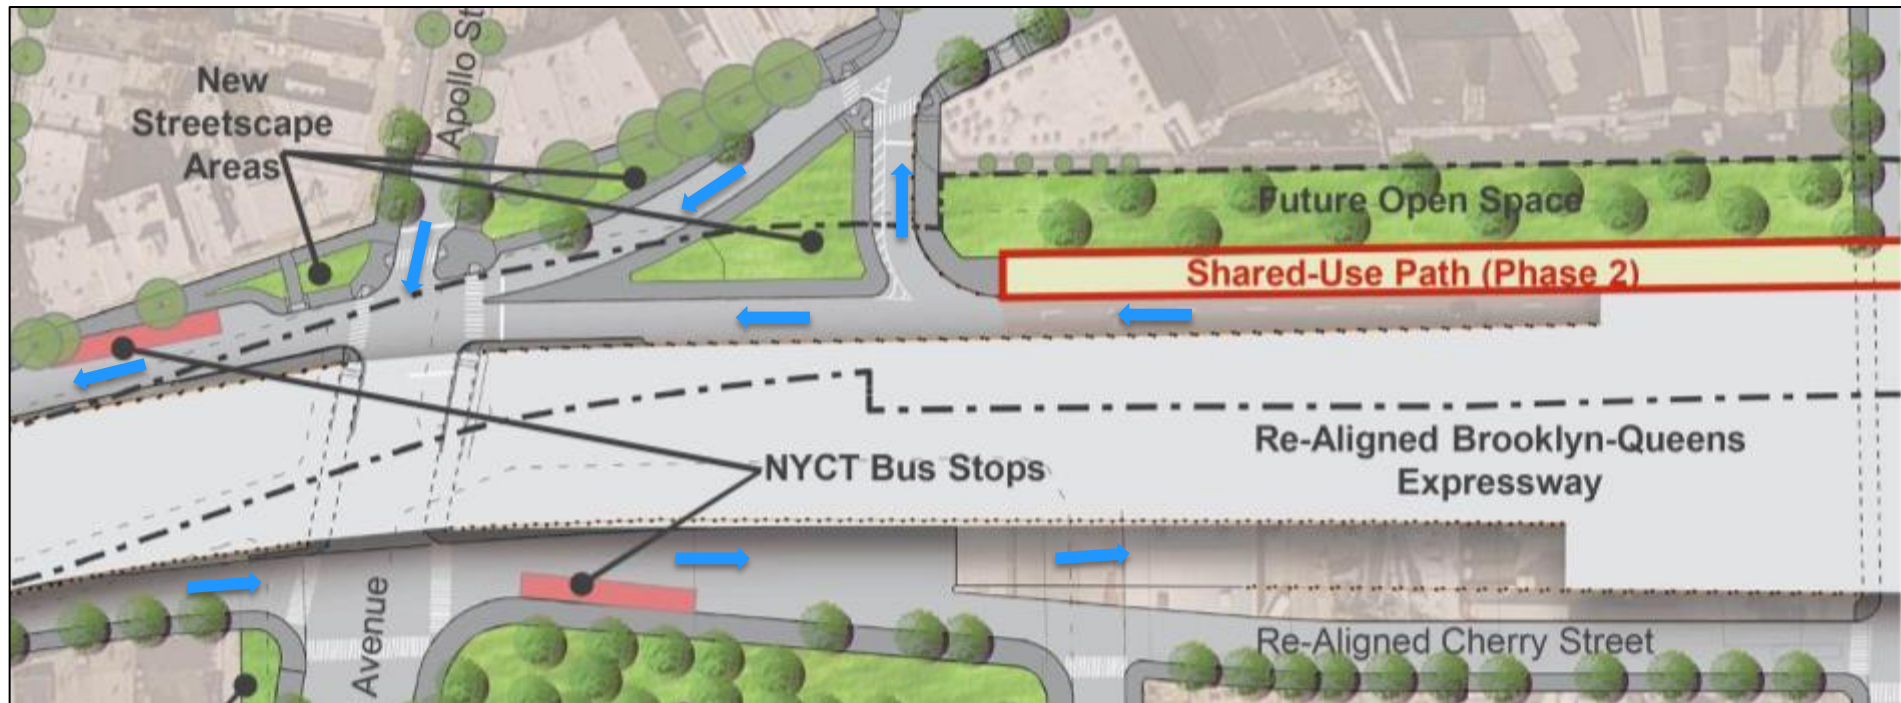 New
Streetscape
Areas
Apollo St
Future Open Space
Shared-Use Path (Phase 2)
Re-Aligned Brooklyn-Queens
Expressway
NYCT Bus Stops
Avenue
Re-Aligned Cherry Street